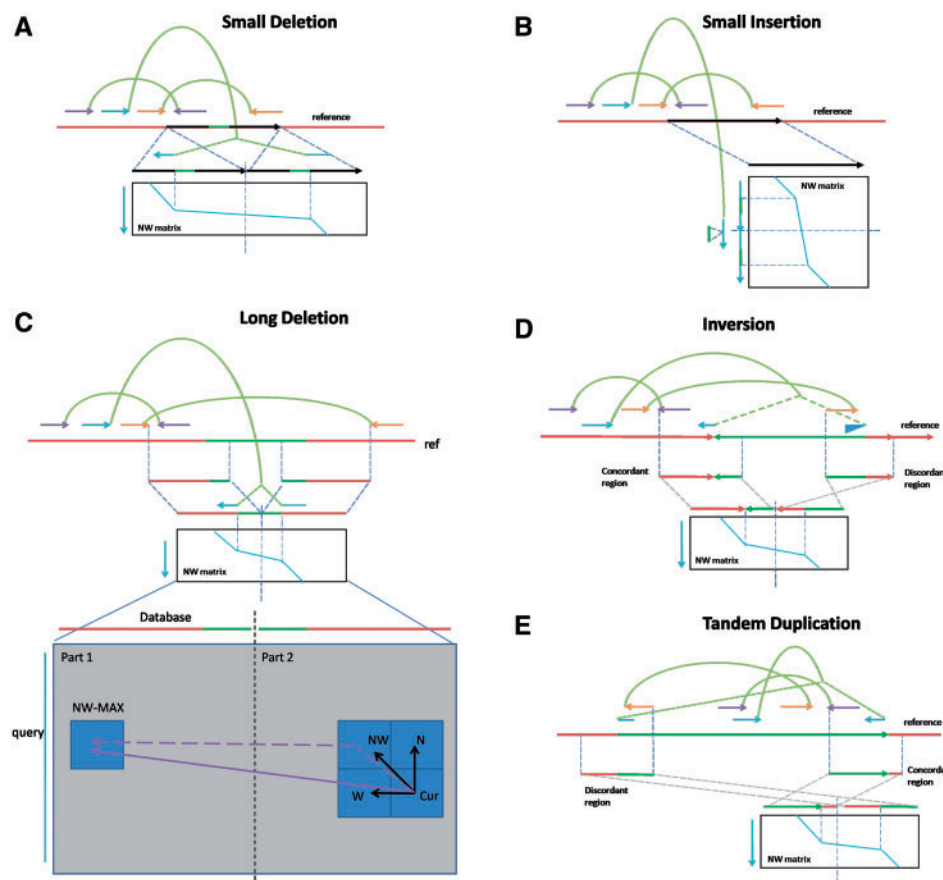 A
Small Deletion
reference
NW matrix
B
Small Insertion
reference
NW matrix
C
Long Deletion
ref
NW matrix
Database
Part 1
Part 2
query
NW-MAX
NW
N
W
Cur
D
Inversion
reference
Concordant
region
Discordant
region
NW matrix
E
Tandem Duplication
reference
Discordant
region
Concordant
region
NW matrix